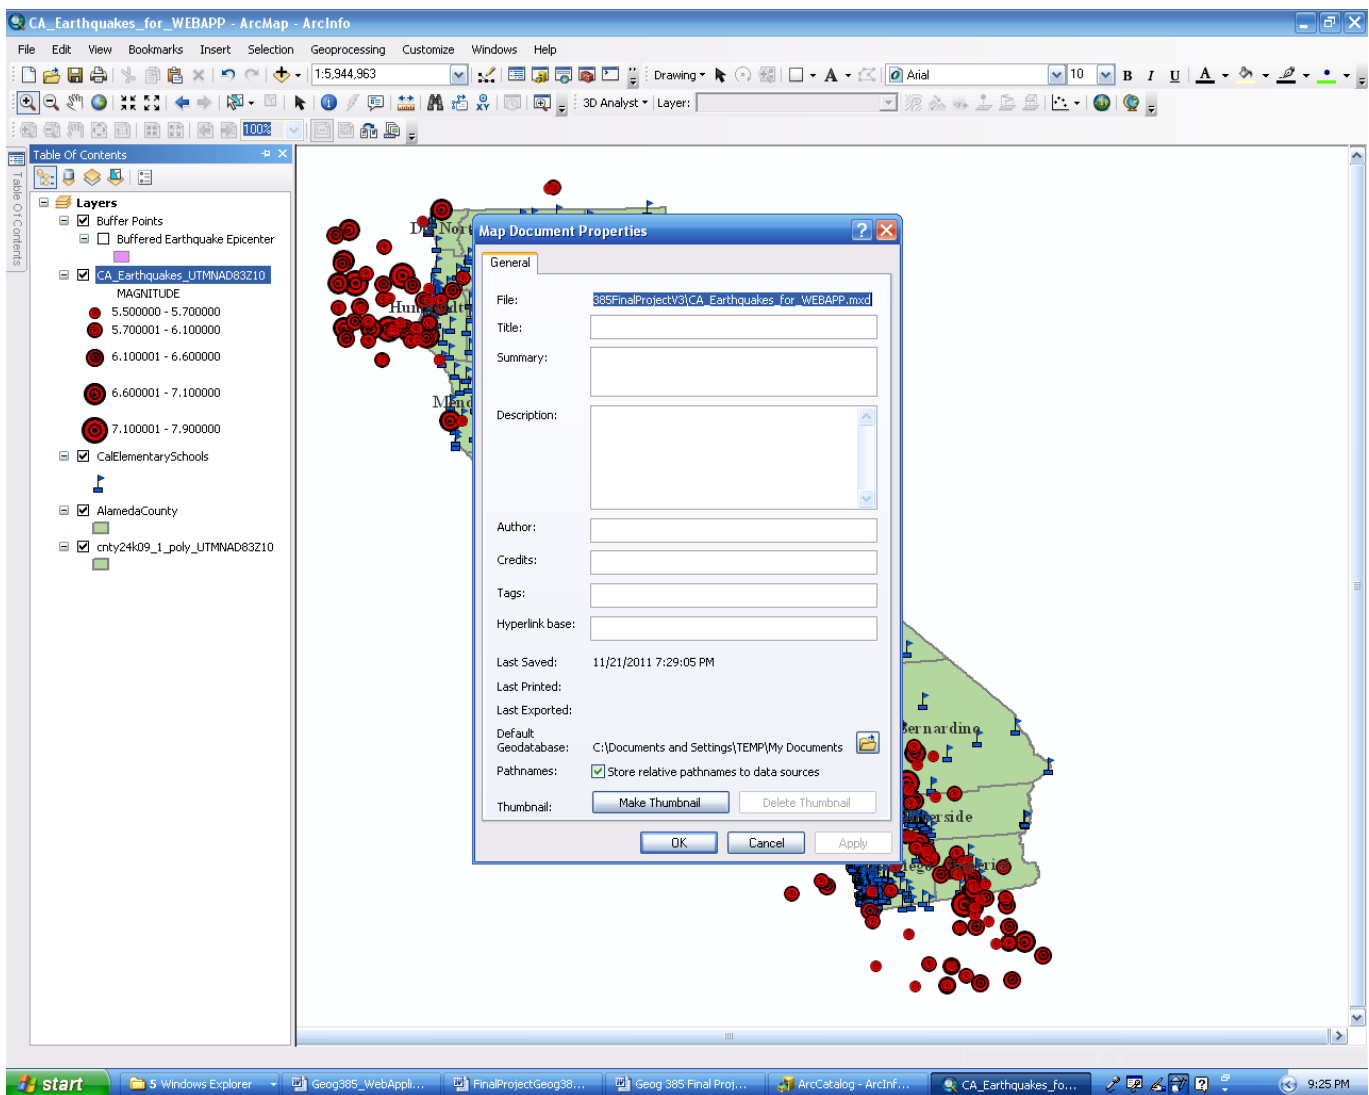 CA_Earthquakes_for_WEBAPP - ArcMap - ArcInfo
File Edit View Bookmarks Insert Selection Geoprocessing Customize Windows Help
1:5,944,963 Drawing A Arial 10 B I U A
3D Analyst Layer:
100%
Table Of Contents
Table Of Contents
Layers
Buffer Points
Buffered Earthquake Epicenter
CA_Earthquakes_UTMNAD83Z10
MAGNITUDE
5.500000 - 5.700000
5.700001 - 6.100000
6.100001 - 6.600000
6.600001 - 7.100000
7.100001 - 7.900000
CalElementarySchools
AlamedaCounty
cnty24k09_1_poly_UTMNAD83Z10
Map Document Properties
General
File: 385FinalProjectV3\CA_Earthquakes_for_WEBAPP.mxd
Title:
Summary:
Description:
Author:
Credits:
Tags:
Hyperlink base:
Last Saved: 11/21/2011 7:29:05 PM
Last Printed:
Last Exported:
Default
Geodatabase: C:\Documents and Settings\TEMP\My Documents
Pathnames: Store relative pathnames to data sources
Thumbnail: Make Thumbnail Delete Thumbnail
OK Cancel Apply
start 5 Windows Explorer Geog385_WebAppli... FinalProjectGeog38... Geog 385 Final Proj... ArcCatalog - ArcInf... CA_Earthquakes_fo... 9:25 PM